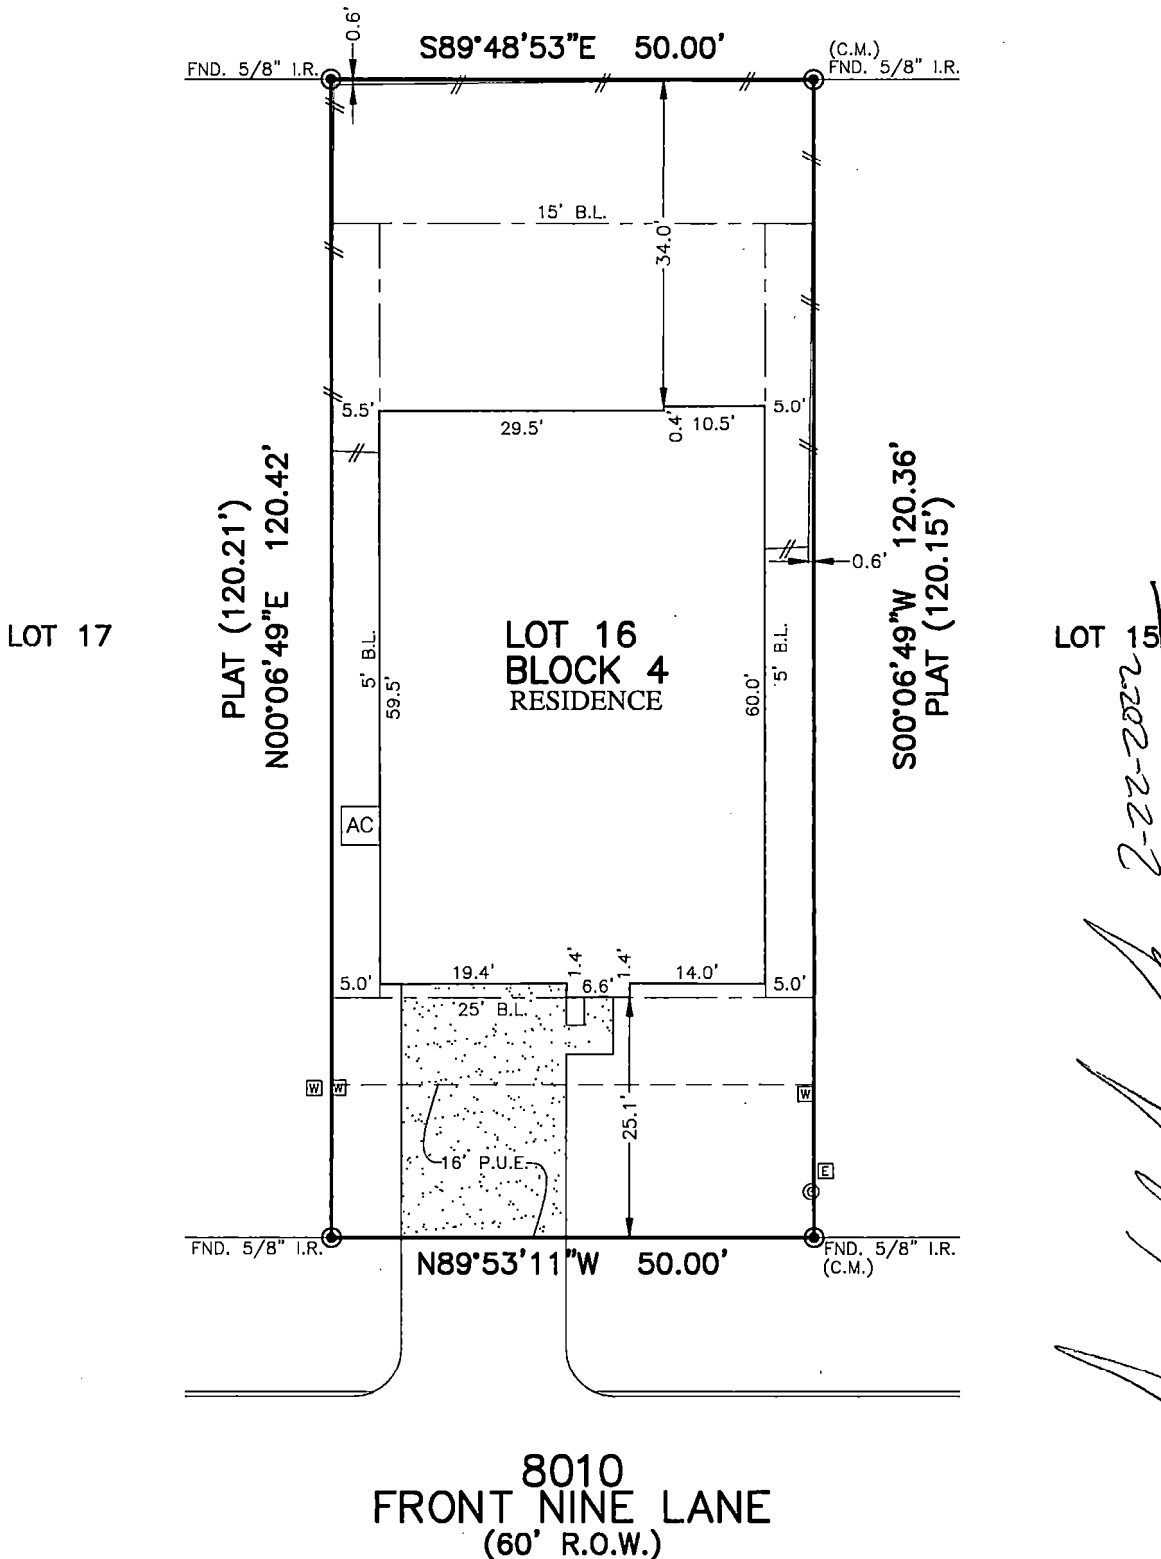 0.6'
S89°48'53"E 50.00'
FND. 5/8" I.R.
(C.M.)
FND. 5/8" I.R.
15' B.L.
34.0'
5.5'
29.5'
0.4'
10.5'
5.0'
PLAT (120.21')
N00°06'49"E 120.42'
S00°06'49"W 120.36'
PLAT (120.15')
0.6'
LOT 17
LOT 16
BLOCK 4
RESIDENCE
LOT 15
5' B.L.
59.5'
60.0'
5' B.L.
2-22-2022
AC
5.0'
19.4'
1.4'
6.6'
1.4'
14.0'
5.0'
25' B.L.
W
W
W
25.1'
16' P.U.E.
E
C
FND. 5/8" I.R.
N89°53'11"W 50.00'
FND. 5/8" I.R.
(C.M.)
8010
FRONT NINE LANE
(60' R.O.W.)